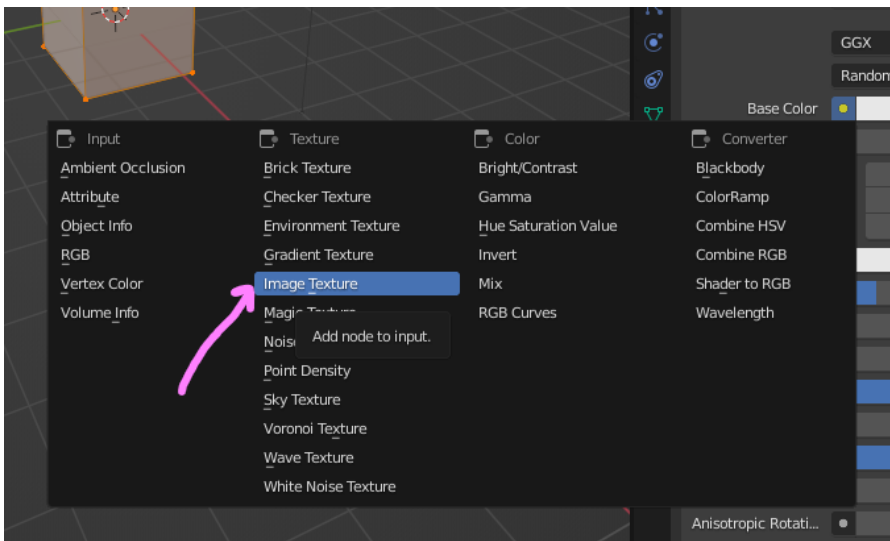 GGX
Random
Base Color
Input
Ambient Occlusion
Attribute
Object Info
RGB
Vertex Color
Volume Info
Texture
Brick Texture
Checker Texture
Environment Texture
Gradient Texture
Image Texture
Magic Texture
Noise
Add node to input.
Point Density
Sky Texture
Voronoi Texture
Wave Texture
White Noise Texture
Color
Bright/Contrast
Gamma
Hue Saturation Value
Invert
Mix
RGB Curves
Converter
Blackbody
ColorRamp
Combine HSV
Combine RGB
Shader to RGB
Wavelength
Anisotropic Rotati...